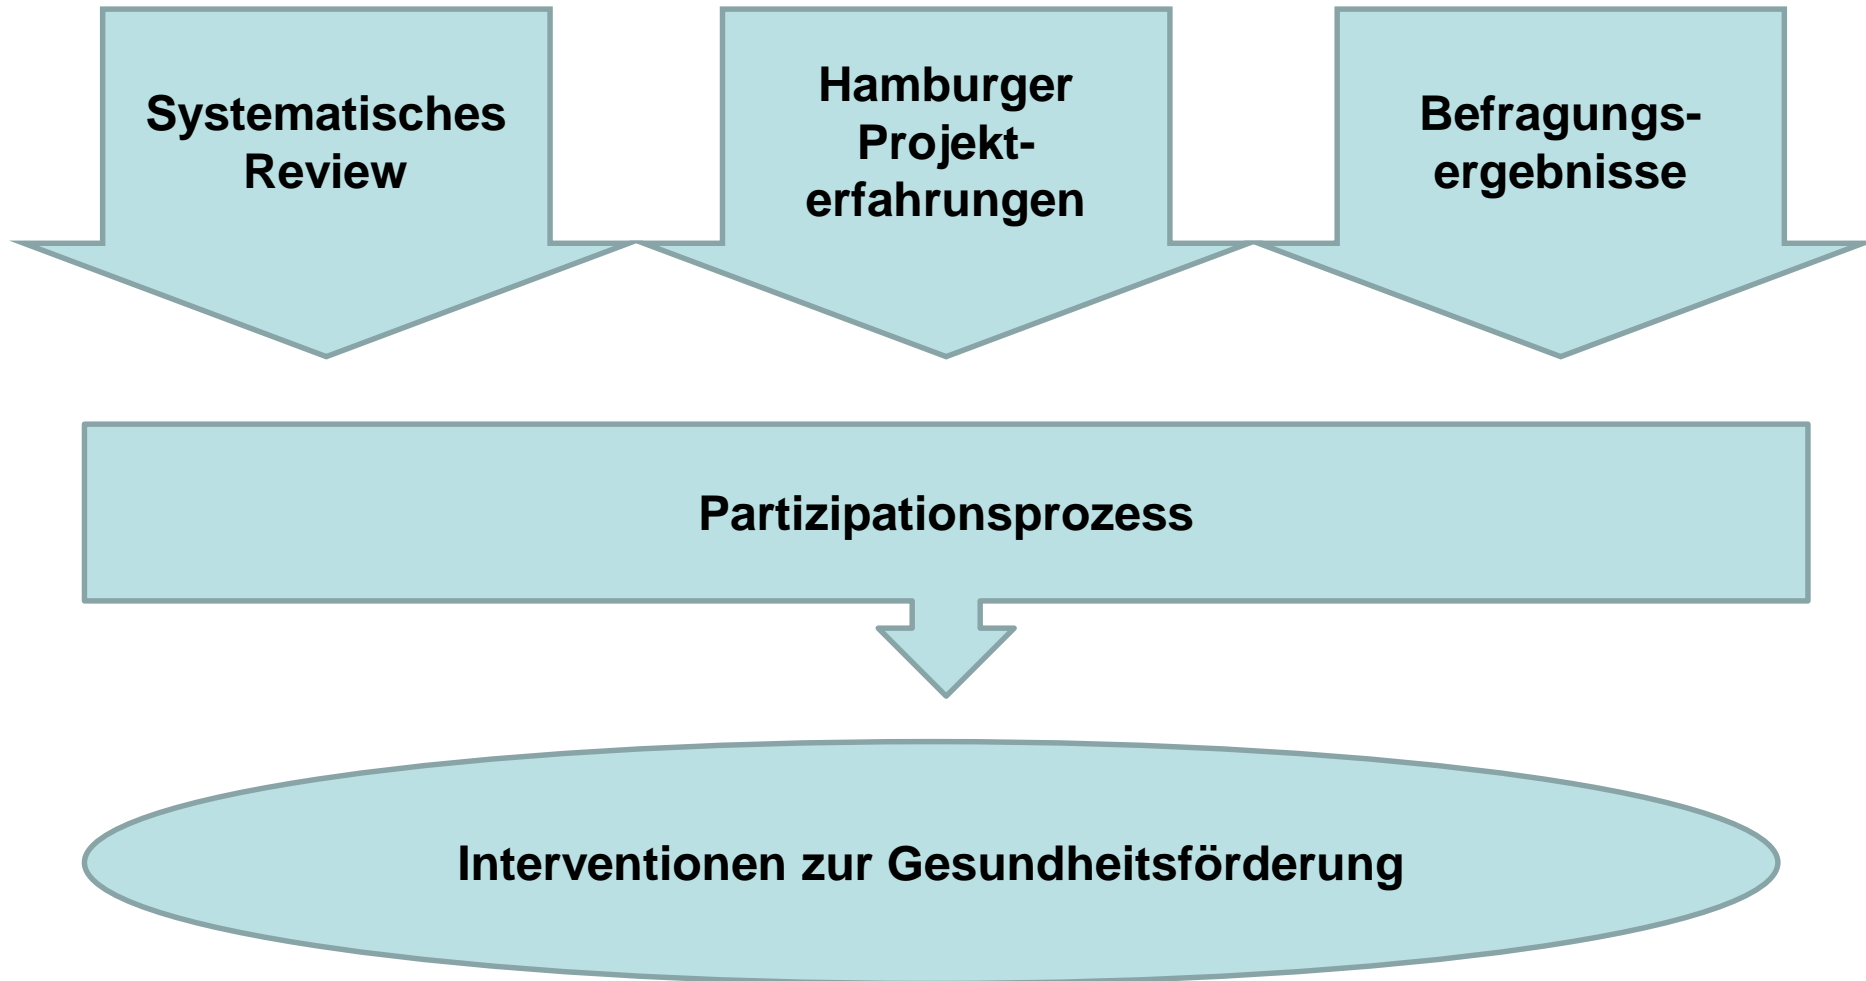 Systematisches
Review
Hamburger
Projekt-
erfahrungen
Befragungs-
ergebnisse
Partizipationsprozess
Interventionen zur Gesundheitsförderung